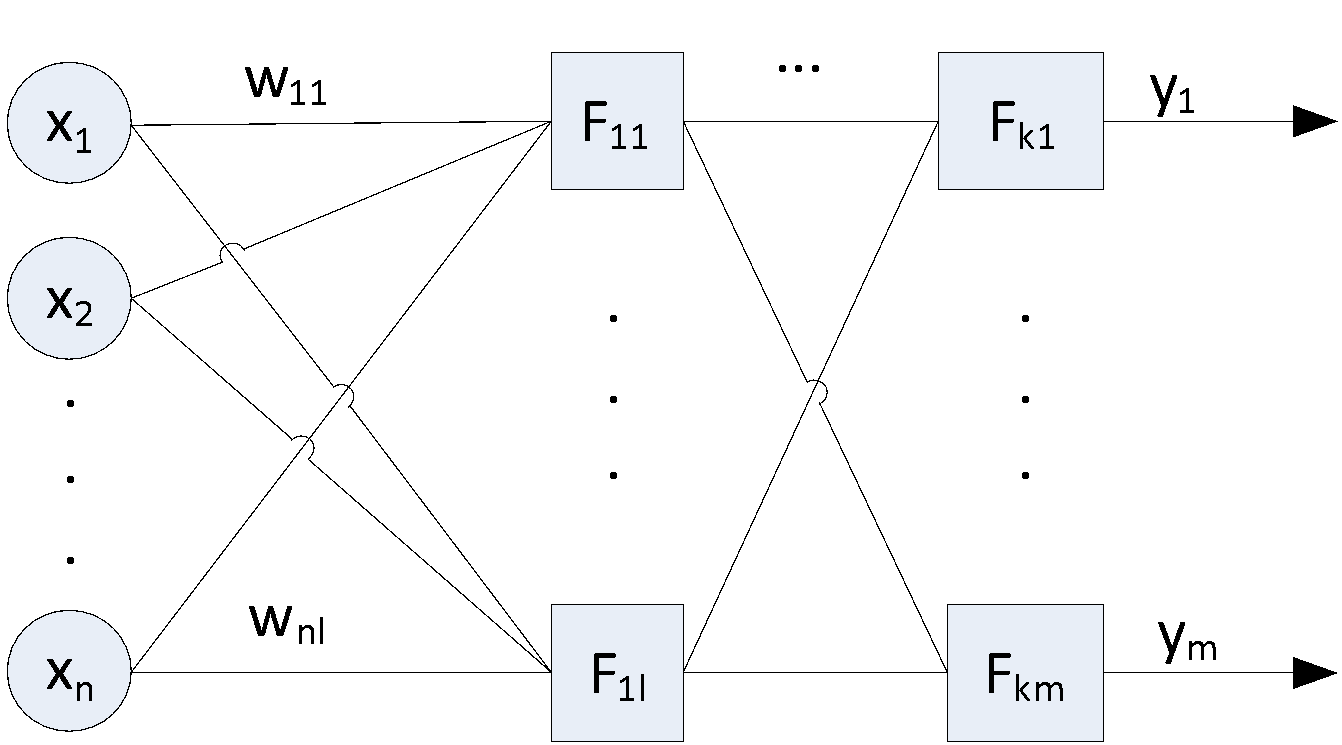 w₁₁
...
x₁
F₁₁
Fₖ₁
y₁
x₂
.
.
.
wₙₗ
xₙ
F₁ₗ
Fₖₘ
yₘ